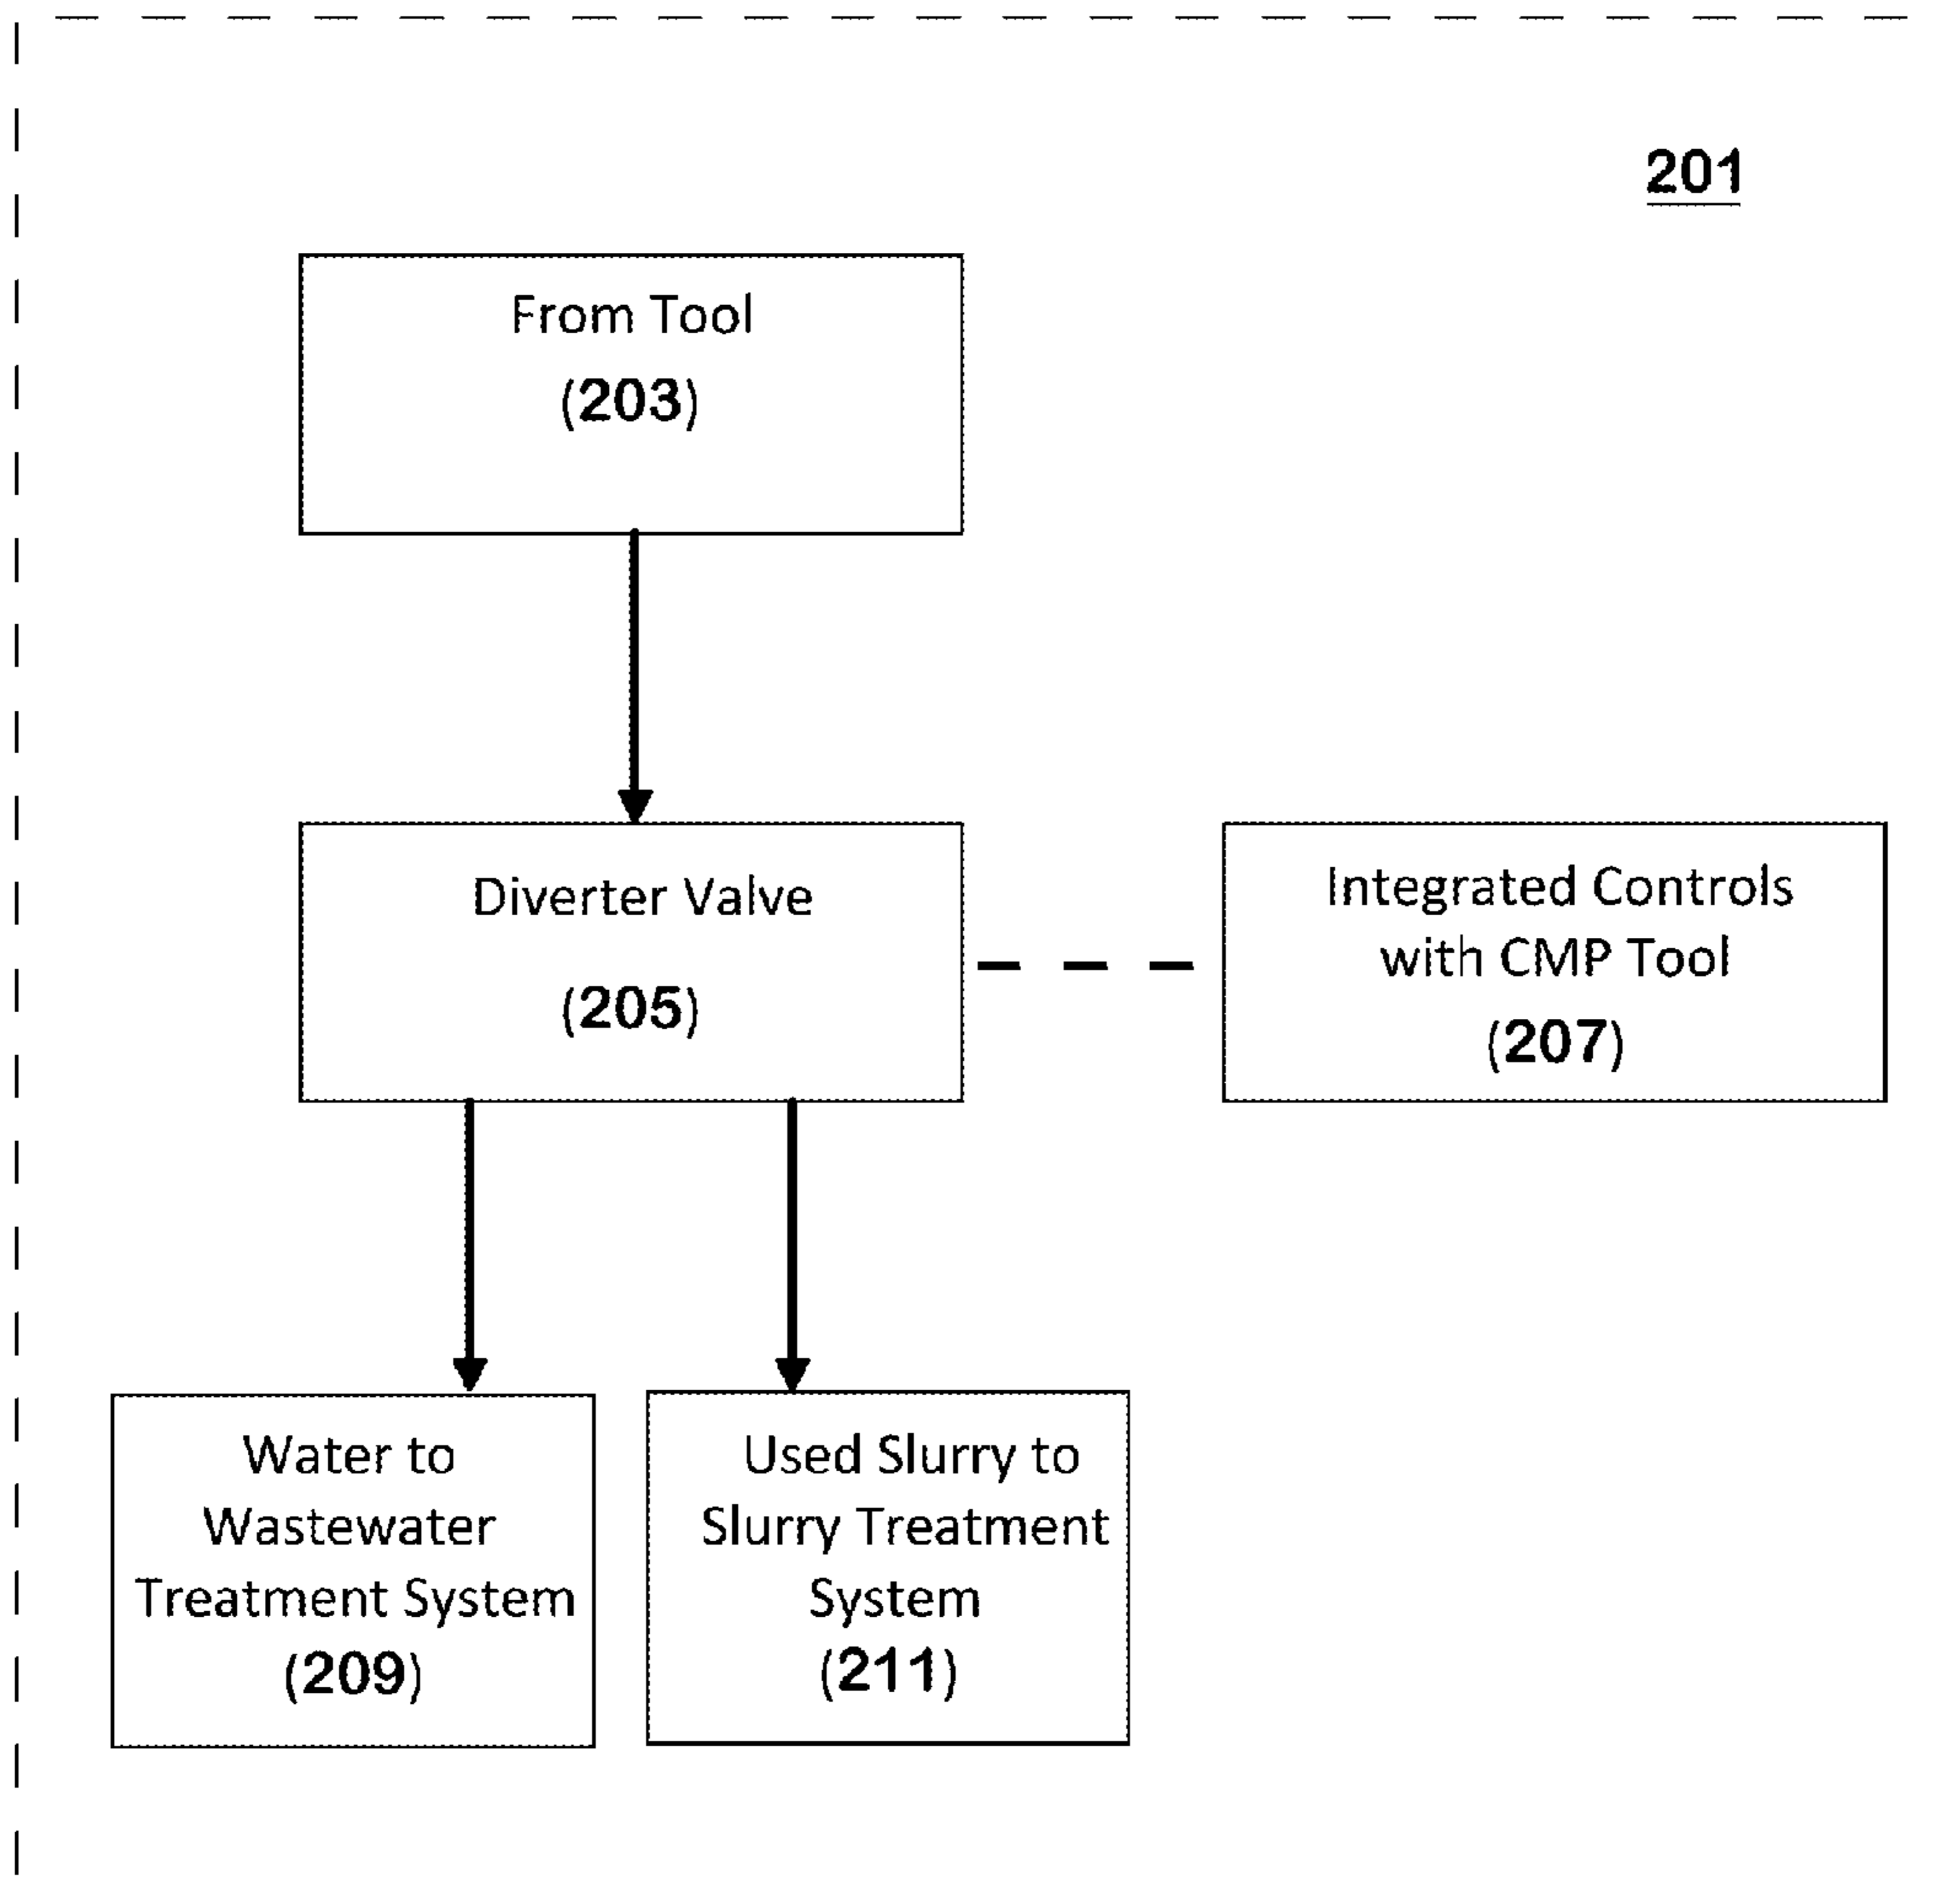 201
From Tool
(203)
Diverter Valve
(205)
Integrated Controls
with CMP Tool
(207)
Water to
Wastewater
Treatment System
(209)
Used Slurry to
Slurry Treatment
System
(211)